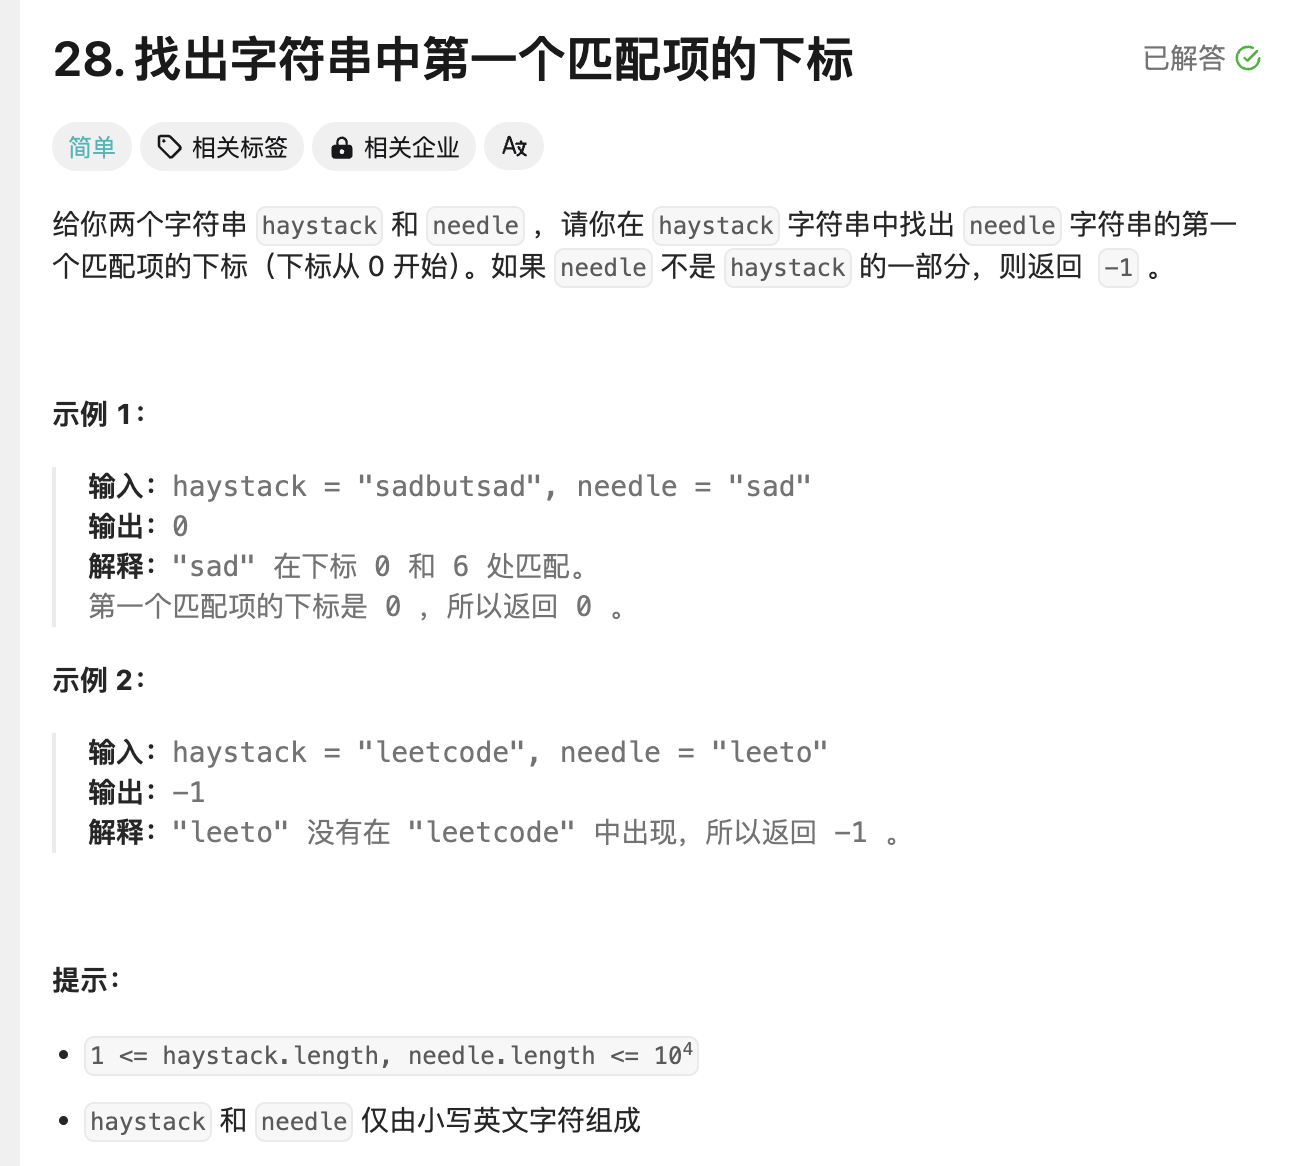 28. 找出字符串中第一个匹配项的下标
已解答
简单 相关标签 相关企业 A文
给你两个字符串 haystack 和 needle ，请你在 haystack 字符串中找出 needle 字符串的第一
个匹配项的下标（下标从 0 开始）。如果 needle 不是 haystack 的一部分，则返回 -1 。
示例 1：
输入：haystack = "sadbutsad", needle = "sad"
输出：0
解释："sad" 在下标 0 和 6 处匹配。
第一个匹配项的下标是 0 ，所以返回 0 。
示例 2：
输入：haystack = "leetcode", needle = "leeto"
输出：-1
解释："leeto" 没有在 "leetcode" 中出现，所以返回 -1 。
提示：
• 1 <= haystack.length, needle.length <= 10⁴
• haystack 和 needle 仅由小写英文字符组成